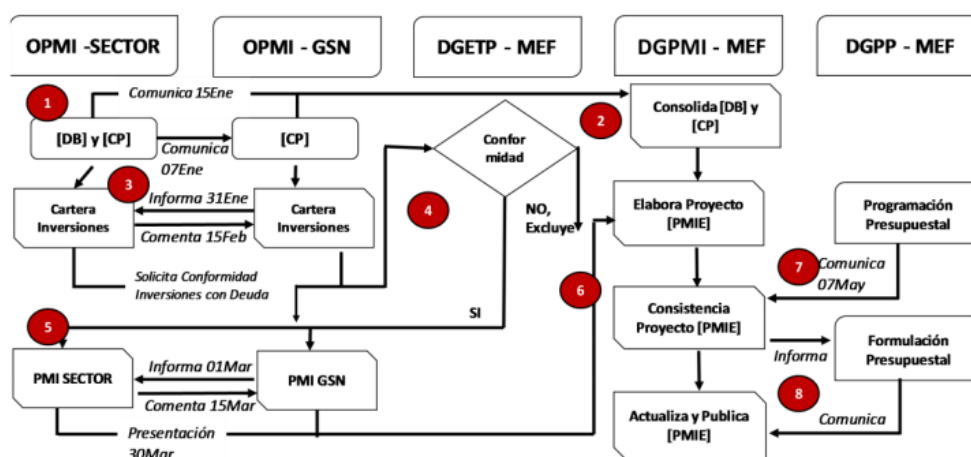 OPMI -SECTOR
OPMI - GSN
DGETP - MEF
DGPMI - MEF
DGPP - MEF
1
Comunica 15Ene
2
Consolida [DB] y
[CP]
[DB] y [CP]
Comunica
07Ene
[CP]
Confor
midad
3
Cartera
Inversiones
Informa 31Ene
Comenta 15Feb
Cartera
Inversiones
4
NO,
Excluye
Elabora Proyecto
[PMIE]
Programación
Presupuestal
Solicita Conformidad
Inversiones con Deuda
6
7
Comunica
07May
5
SI
Consistencia
Proyecto [PMIE]
Informa
Formulación
Presupuestal
PMI SECTOR
Informa 01Mar
Comenta 15Mar
PMI GSN
8
Actualiza y Publica
[PMIE]
Comunica
Presentación
30Mar